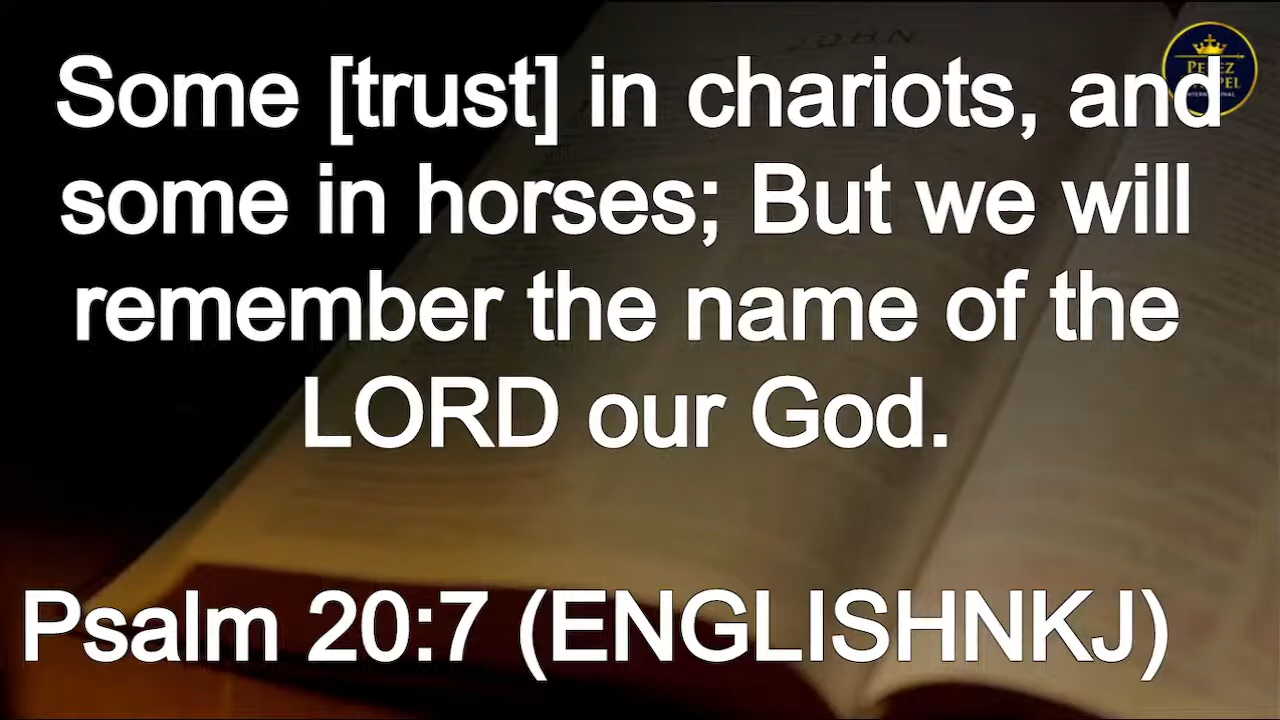 JOHN
Some [trust] in chariots, and
some in horses; But we will
remember the name of the
LORD our God.
Psalm 20:7 (ENGLISHNKJ)